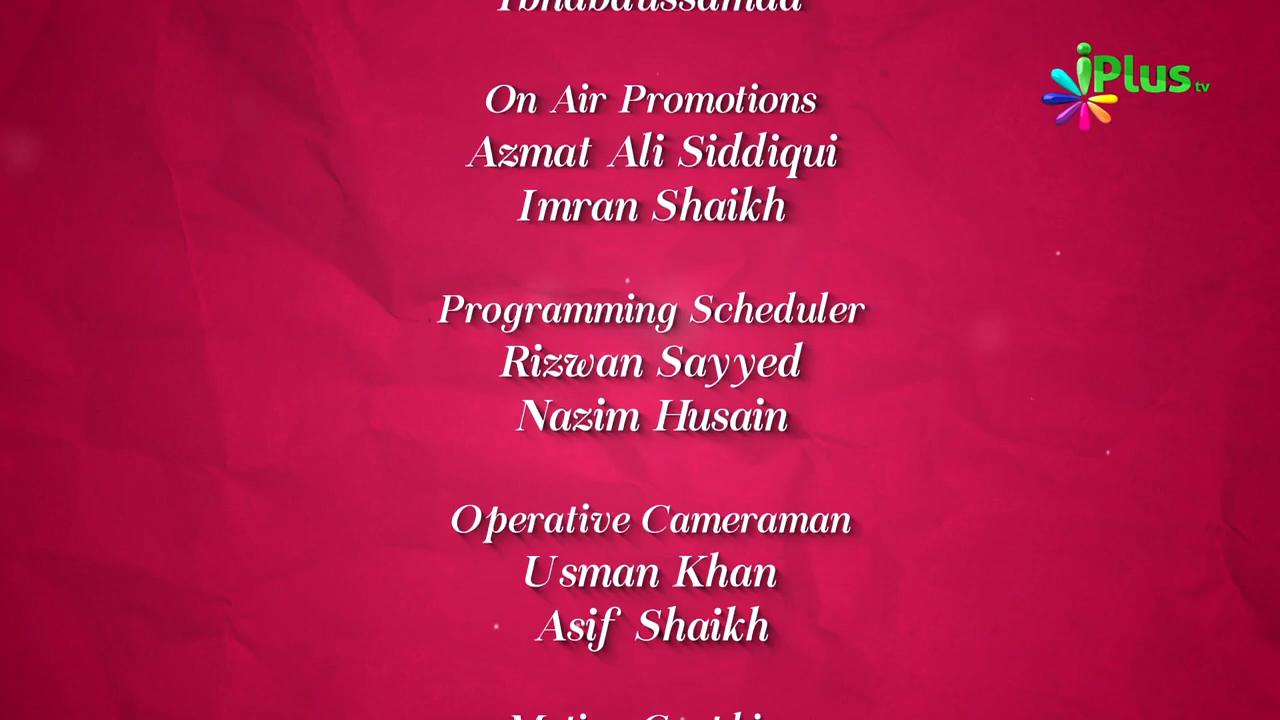 iPlus tv
On Air Promotions
Azmat Ali Siddiqui
Imran Shaikh
Programming Scheduler
Rizwan Sayyed
Nazim Husain
Operative Cameraman
Usman Khan
Asif Shaikh